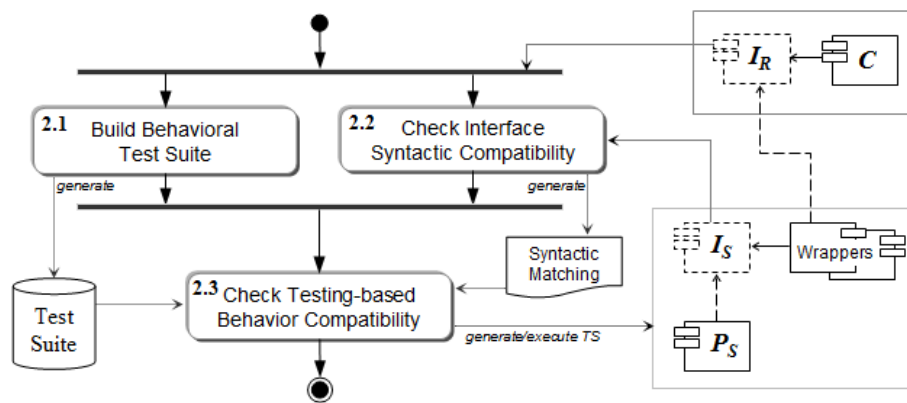 I_R
C
2.1
Build Behavioral
Test Suite
2.2
Check Interface
Syntactic Compatibility
generate
generate
I_S
Wrappers
Syntactic
Matching
2.3
Check Testing-based
Behavior Compatibility
Test
Suite
generate/execute TS
P_S